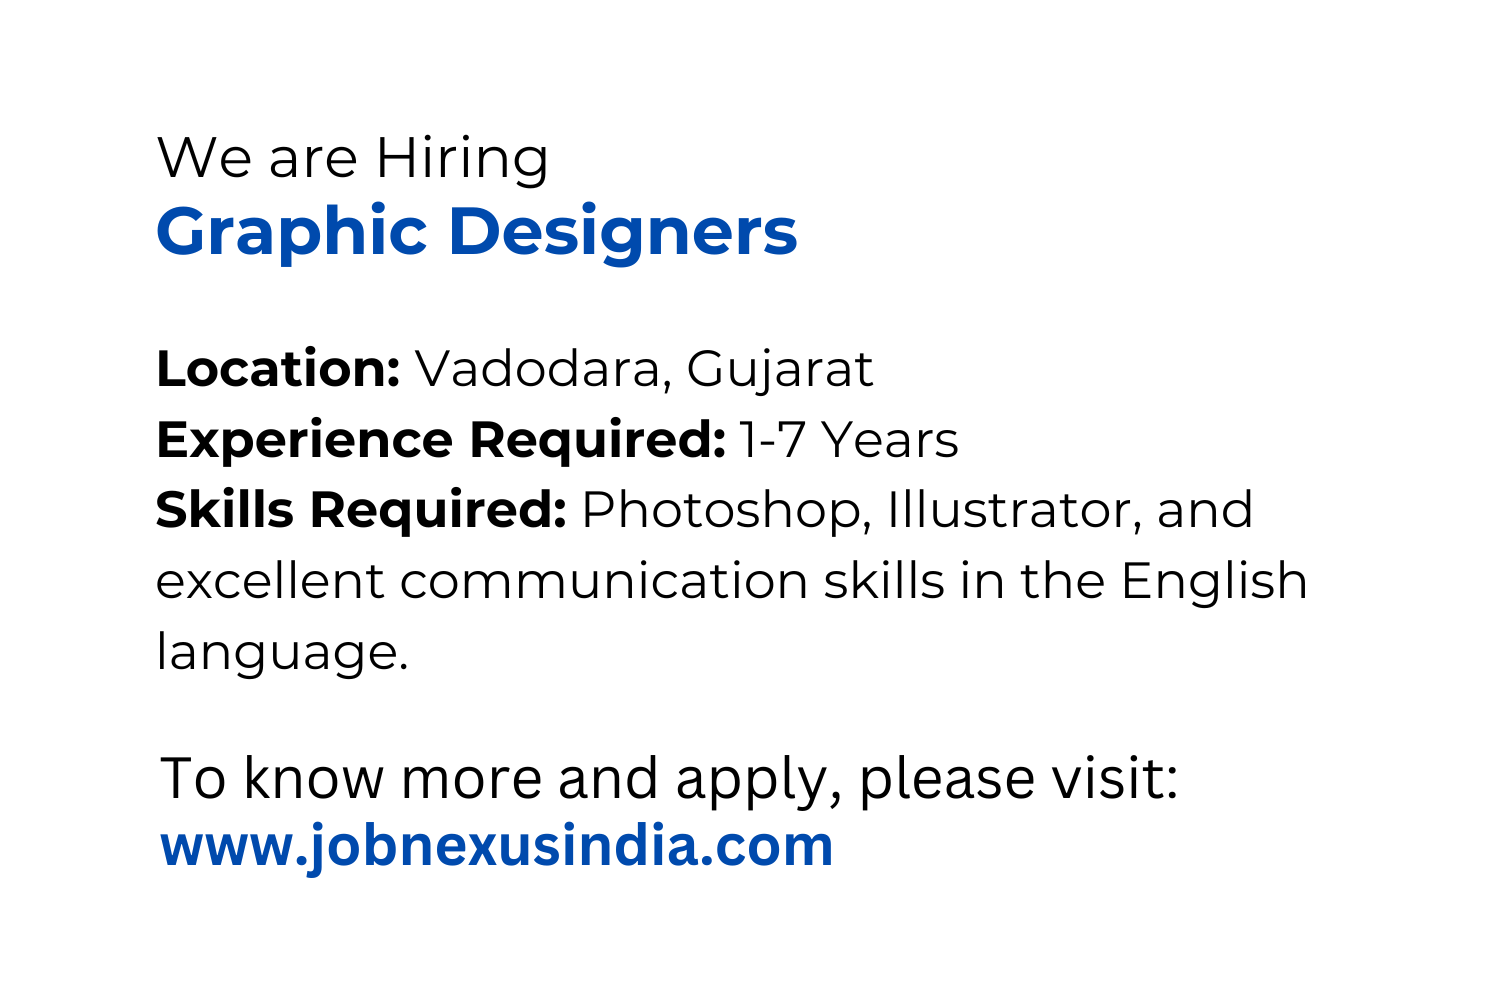 We are Hiring
Graphic Designers
Location: Vadodara, Gujarat
Experience Required: 1-7 Years
Skills Required: Photoshop, Illustrator, and
excellent communication skills in the English
language.
To know more and apply, please visit:
www.jobnexusindia.com